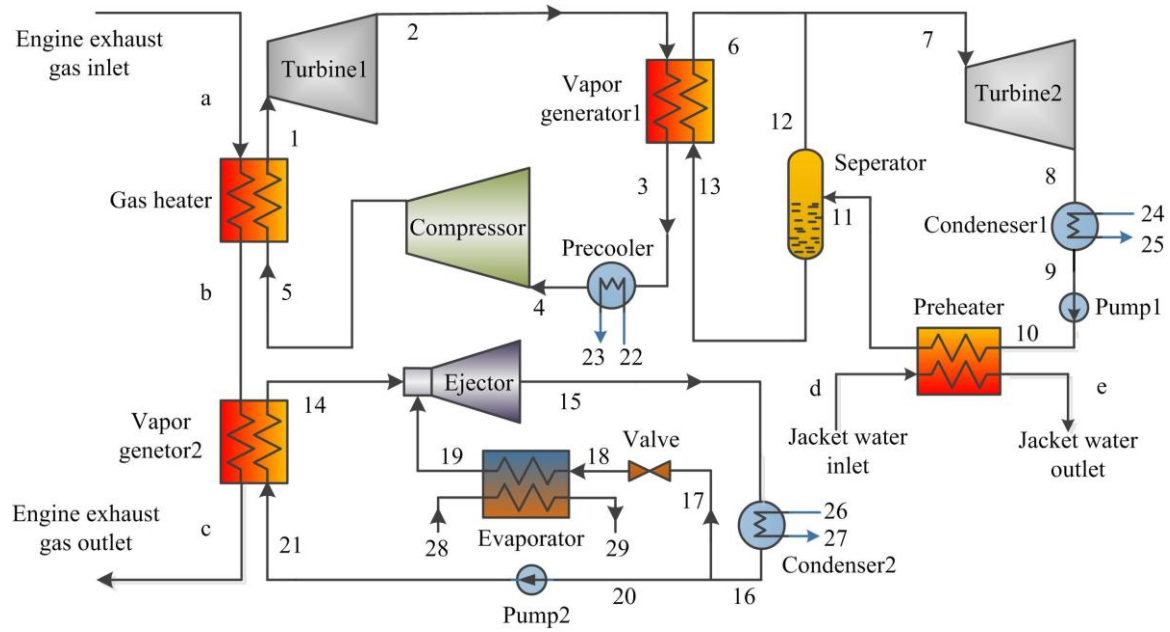 Engine exhaust
gas inlet
a
Gas heater
b
1
5
Turbine1
2
Compressor
Vapor
generator1
3
Precooler
4
23
22
6
13
12
Seperator
11
7
Turbine2
8
Condeneser1
24
25
9
Pump1
10
Preheater
d
e
Jacket water
inlet
Jacket water
outlet
Vapor
genetor2
14
Ejector
15
19
18
Valve
17
28
Evaporator
29
26
27
Condenser2
16
20
Pump2
21
c
Engine exhaust
gas outlet